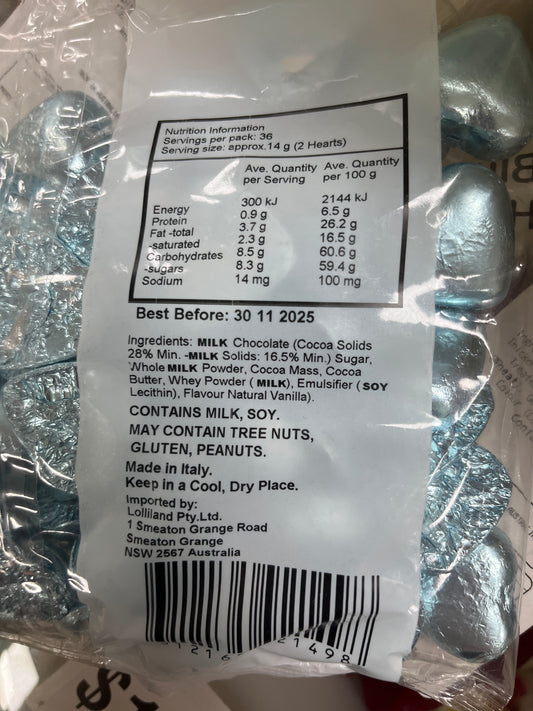 Nutrition Information
Servings per pack: 36
Serving size: approx.14 g (2 Hearts)
Ave. Quantity per Serving Ave. Quantity per 100 g
Energy 300 kJ 2144 kJ
Protein 0.9 g 6.5 g
Fat -total 3.7 g 26.2 g
-saturated 2.3 g 16.5 g
Carbohydrates 8.5 g 60.6 g
-sugars 8.3 g 59.4 g
Sodium 14 mg 100 mg
Best Before: 30 11 2025
Ingredients: MILK Chocolate (Cocoa Solids
28% Min. -MILK Solids: 16.5% Min.) Sugar,
Whole MILK Powder, Cocoa Mass, Cocoa
Butter, Whey Powder ( MILK), Emulsifier ( SOY
Lecithin), Flavour Natural Vanilla).
CONTAINS MILK, SOY.
MAY CONTAIN TREE NUTS,
GLUTEN, PEANUTS.
Made in Italy.
Keep in a Cool, Dry Place.
Imported by:
Lolliland Pty.Ltd.
1 Smeaton Grange Road
Smeaton Grange
NSW 2567 Australia